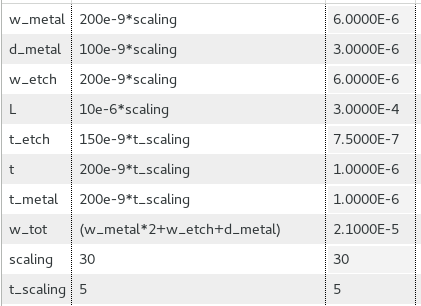 w_metal 200e-9*scaling 6.0000E-6
d_metal 100e-9*scaling 3.0000E-6
w_etch 200e-9*scaling 6.0000E-6
L 10e-6*scaling 3.0000E-4
t_etch 150e-9*t_scaling 7.5000E-7
t 200e-9*t_scaling 1.0000E-6
t_metal 200e-9*t_scaling 1.0000E-6
w_tot (w_metal*2+w_etch+d_metal) 2.1000E-5
scaling 30 30
t_scaling 5 5